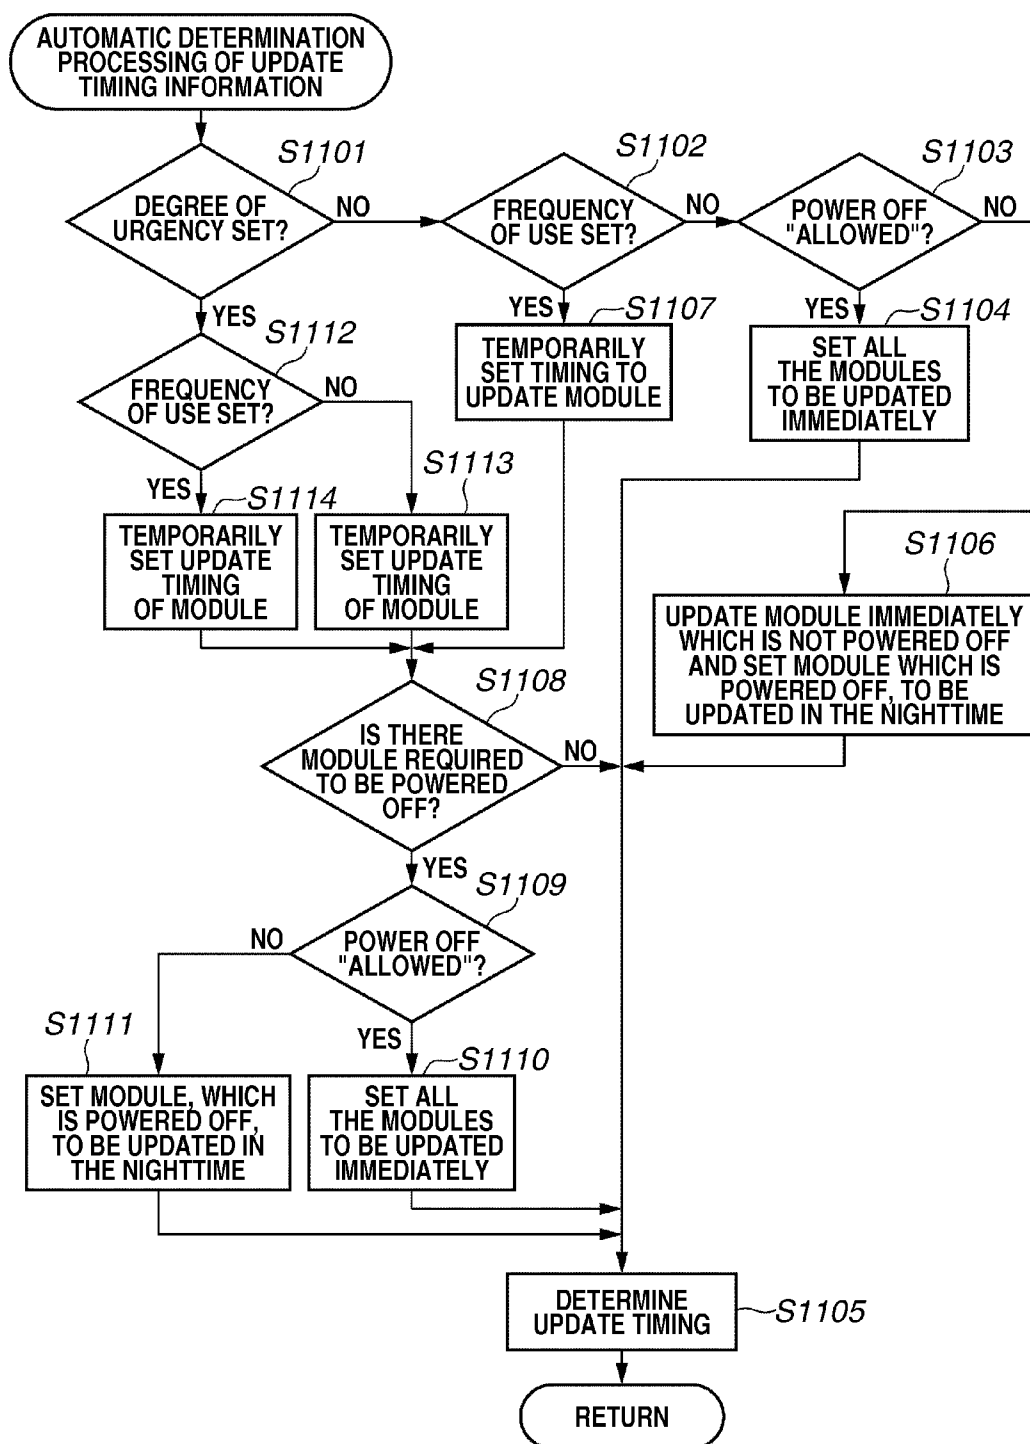 AUTOMATIC DETERMINATION
PROCESSING OF UPDATE
TIMING INFORMATION
S1101
DEGREE OF
URGENCY SET?
NO
YES
S1102
FREQUENCY
OF USE SET?
NO
YES
S1103
POWER OFF
"ALLOWED"?
NO
YES
S1112
FREQUENCY
OF USE SET?
NO
YES
S1107
TEMPORARILY
SET TIMING TO
UPDATE MODULE
S1104
SET ALL
THE MODULES
TO BE UPDATED
IMMEDIATELY
S1114
TEMPORARILY
SET UPDATE
TIMING
OF MODULE
S1113
TEMPORARILY
SET UPDATE
TIMING
OF MODULE
S1106
UPDATE MODULE IMMEDIATELY
WHICH IS NOT POWERED OFF
AND SET MODULE WHICH IS
POWERED OFF, TO BE
UPDATED IN THE NIGHTTIME
S1108
IS THERE
MODULE REQUIRED
TO BE POWERED
OFF?
NO
YES
S1109
POWER OFF
"ALLOWED"?
NO
YES
S1111
SET MODULE, WHICH
IS POWERED OFF,
TO BE UPDATED IN
THE NIGHTTIME
S1110
SET ALL
THE MODULES
TO BE UPDATED
IMMEDIATELY
DETERMINE
UPDATE TIMING
S1105
RETURN